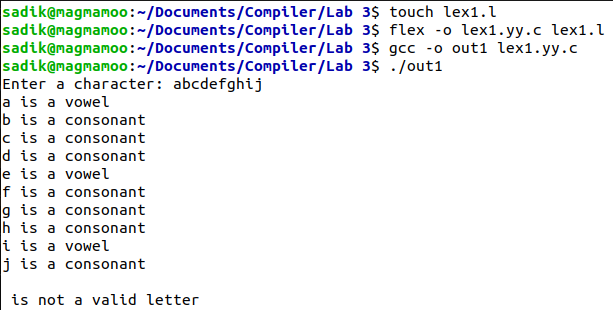 sadik@magmamoo:~/Documents/Compiler/Lab 3$ touch lex1.l
sadik@magmamoo:~/Documents/Compiler/Lab 3$ flex -o lex1.yy.c lex1.l
sadik@magmamoo:~/Documents/Compiler/Lab 3$ gcc -o out1 lex1.yy.c
sadik@magmamoo:~/Documents/Compiler/Lab 3$ ./out1
Enter a character: abcdefghij
a is a vowel
b is a consonant
c is a consonant
d is a consonant
e is a vowel
f is a consonant
g is a consonant
h is a consonant
i is a vowel
j is a consonant

 is not a valid letter